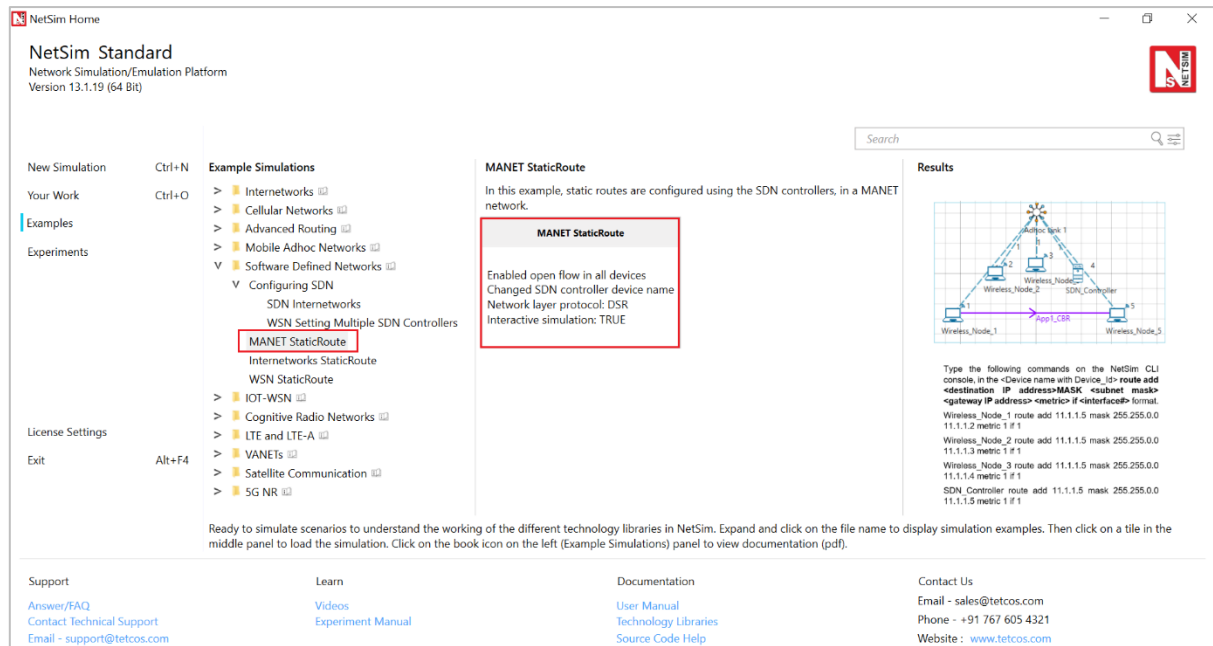 NetSim Home
NetSim Standard
Network Simulation/Emulation Platform
Version 13.1.19 (64 Bit)
NETSIM
Search
New Simulation Ctrl+N
Your Work Ctrl+O
Examples
Experiments
License Settings
Exit Alt+F4
Example Simulations
> Internetworks
> Cellular Networks
> Advanced Routing
> Mobile Adhoc Networks
V Software Defined Networks
V Configuring SDN
SDN Internetworks
WSN Setting Multiple SDN Controllers
MANET StaticRoute
Internetworks StaticRoute
WSN StaticRoute
> IOT-WSN
> Cognitive Radio Networks
> LTE and LTE-A
> VANETs
> Satellite Communication
> 5G NR
MANET StaticRoute
In this example, static routes are configured using the SDN controllers, in a MANET
network.
MANET StaticRoute
Enabled open flow in all devices
Changed SDN controller device name
Network layer protocol: DSR
Interactive simulation: TRUE
Results
Adhoc Link 1
1
1
2
3
4
Wireless_Node_2
SDN_Controller
1
5
App1_CBR
Wireless_Node_1
Wireless_Node_5
Type the following commands on the NetSim CLI
console, in the <Device name with Device_Id> route add
<destination IP address>MASK <subnet mask>
<gateway IP address> <metric> if <interface#> format.
Wireless_Node_1 route add 11.1.1.5 mask 255.255.0.0
11.1.1.2 metric 1 if 1
Wireless_Node_2 route add 11.1.1.5 mask 255.255.0.0
11.1.1.3 metric 1 if 1
Wireless_Node_3 route add 11.1.1.5 mask 255.255.0.0
11.1.1.4 metric 1 if 1
SDN_Controller route add 11.1.1.5 mask 255.255.0.0
11.1.1.5 metric 1 if 1
Ready to simulate scenarios to understand the working of the different technology libraries in NetSim. Expand and click on the file name to display simulation examples. Then click on a tile in the
middle panel to load the simulation. Click on the book icon on the left (Example Simulations) panel to view documentation (pdf).
Support
Answer/FAQ
Contact Technical Support
Email - support@tetcos.com
Learn
Videos
Experiment Manual
Documentation
User Manual
Technology Libraries
Source Code Help
Contact Us
Email - sales@tetcos.com
Phone - +91 767 605 4321
Website : www.tetcos.com